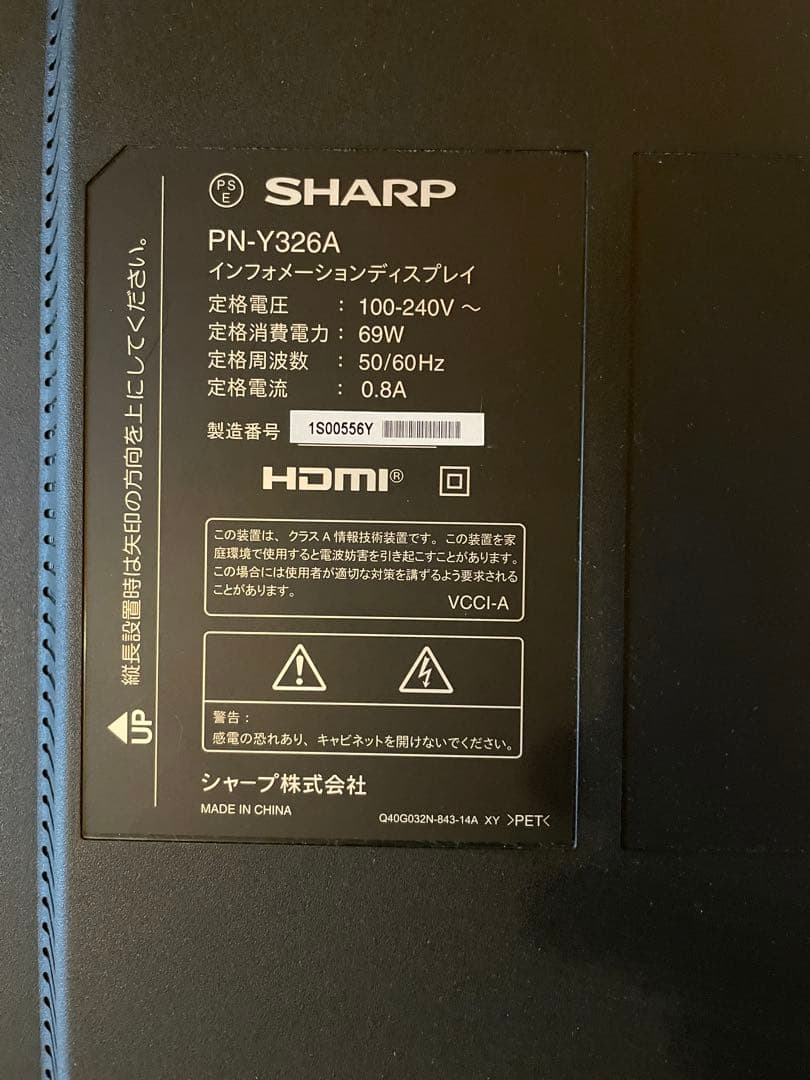 PS
E
SHARP
PN-Y326A
インフォメーションディスプレイ
定格電圧 : 100-240V ～
定格消費電力 : 69W
定格周波数 : 50/60Hz
定格電流 : 0.8A
製造番号 1S00556Y
HDMI®
この装置は、クラス A 情報技術装置です。この装置を家
庭環境で使用すると電波妨害を引き起こすことがあります。
この場合には使用者が適切な対策を講ずるよう要求される
ことがあります。
VCCI-A
警告：
感電の恐れあり、キャビネットを開けないでください。
シャープ株式会社
MADE IN CHINA
Q40G032N-843-14A XY >PET<
UP
縦長設置時は矢印の方向を上にしてください。